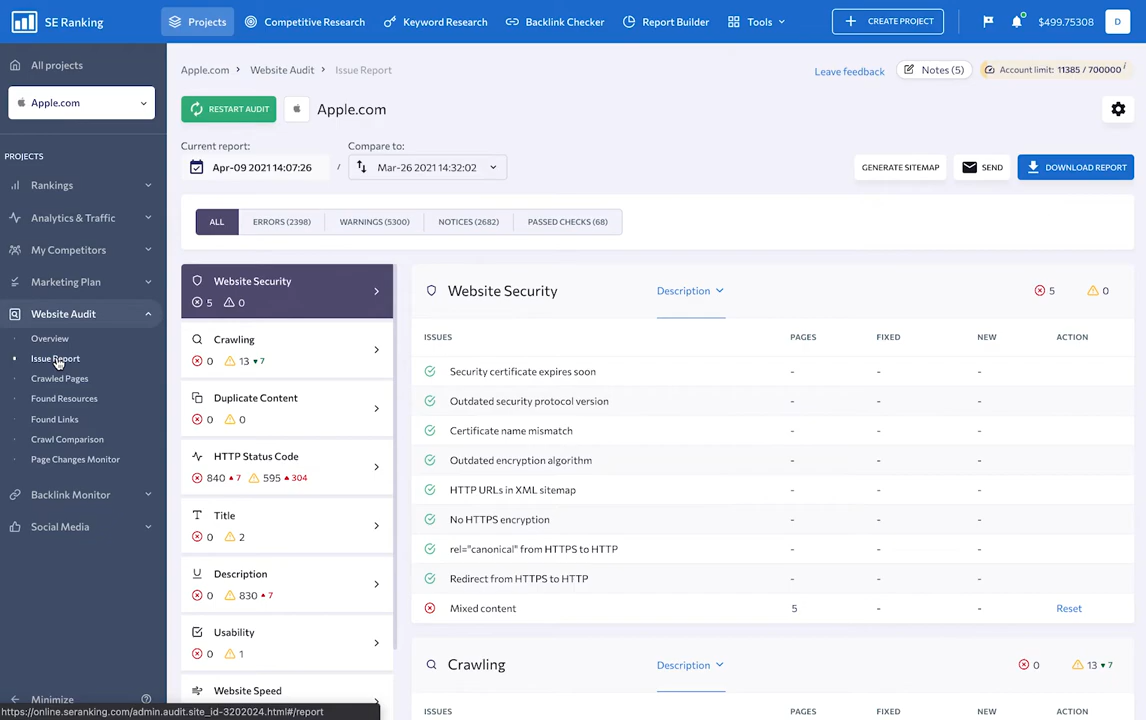 SE Ranking
Projects
Competitive Research
Keyword Research
Backlink Checker
Report Builder
Tools
CREATE PROJECT
$499.75308
D
All projects
Apple.com
PROJECTS
Rankings
Analytics & Traffic
My Competitors
Marketing Plan
Website Audit
Overview
Issue Report
Crawled Pages
Found Resources
Found Links
Crawl Comparison
Page Changes Monitor
Backlink Monitor
Social Media
Minimize
https://online.seranking.com/admin.audit.site_id-3202024.html#/report
Apple.com
Website Audit
Issue Report
Leave feedback
Notes (5)
Account limit: 11385 / 700000
RESTART AUDIT
Apple.com
Current report:
Compare to:
Apr-09 2021 14:07:26
/
Mar-26 2021 14:32:02
GENERATE SITEMAP
SEND
DOWNLOAD REPORT
ALL
ERRORS (2398)
WARNINGS (5300)
NOTICES (2682)
PASSED CHECKS (68)
Website Security
5 0
Crawling
0 13 7
Duplicate Content
0 0
HTTP Status Code
840 7 595 304
Title
0 2
Description
0 830 7
Usability
0 1
Website Speed
Website Security
Description
5
0
ISSUES PAGES FIXED NEW ACTION
Security certificate expires soon - - -
Outdated security protocol version - - -
Certificate name mismatch - - -
Outdated encryption algorithm - - -
HTTP URLs in XML sitemap - - -
No HTTPS encryption - - -
rel="canonical" from HTTPS to HTTP - - -
Redirect from HTTPS to HTTP - - -
Mixed content 5 - - Reset
Crawling
Description
0
13 7
ISSUES PAGES FIXED NEW ACTION